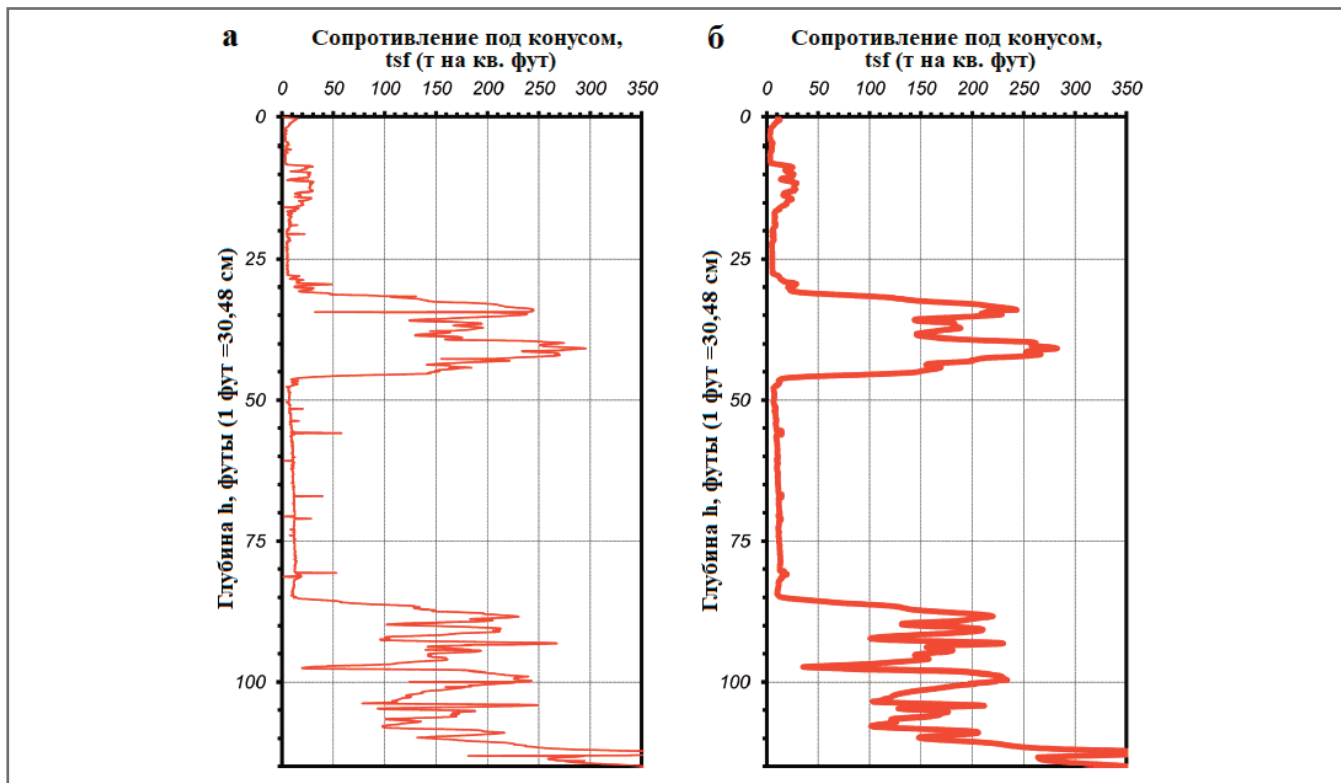 а
Сопротивление под конусом,
tsf (т на кв. фут)
0 50 100 150 200 250 300 350
0
25
50
75
100
Глубина h, футы (1 фут =30,48 см)
б
Сопротивление под конусом,
tsf (т на кв. фут)
0 50 100 150 200 250 300 350
0
25
50
75
100
Глубина h, футы (1 фут =30,48 см)